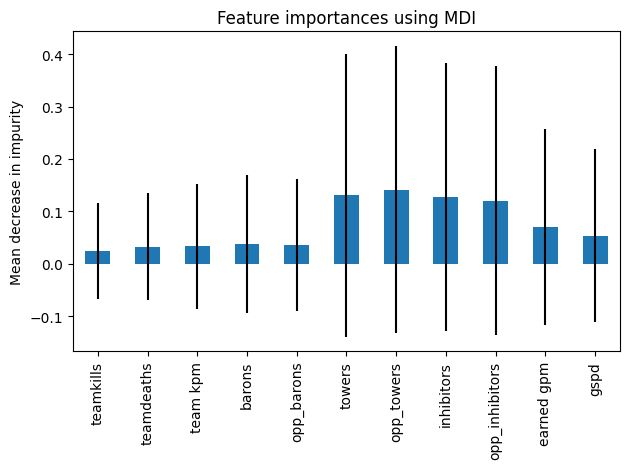 Feature importances using MDI
Mean decrease in impurity
0.4
0.3
0.2
0.1
0.0
−0.1
teamkills
teamdeaths
team kpm
barons
opp_barons
towers
opp_towers
inhibitors
opp_inhibitors
earned gpm
gspd